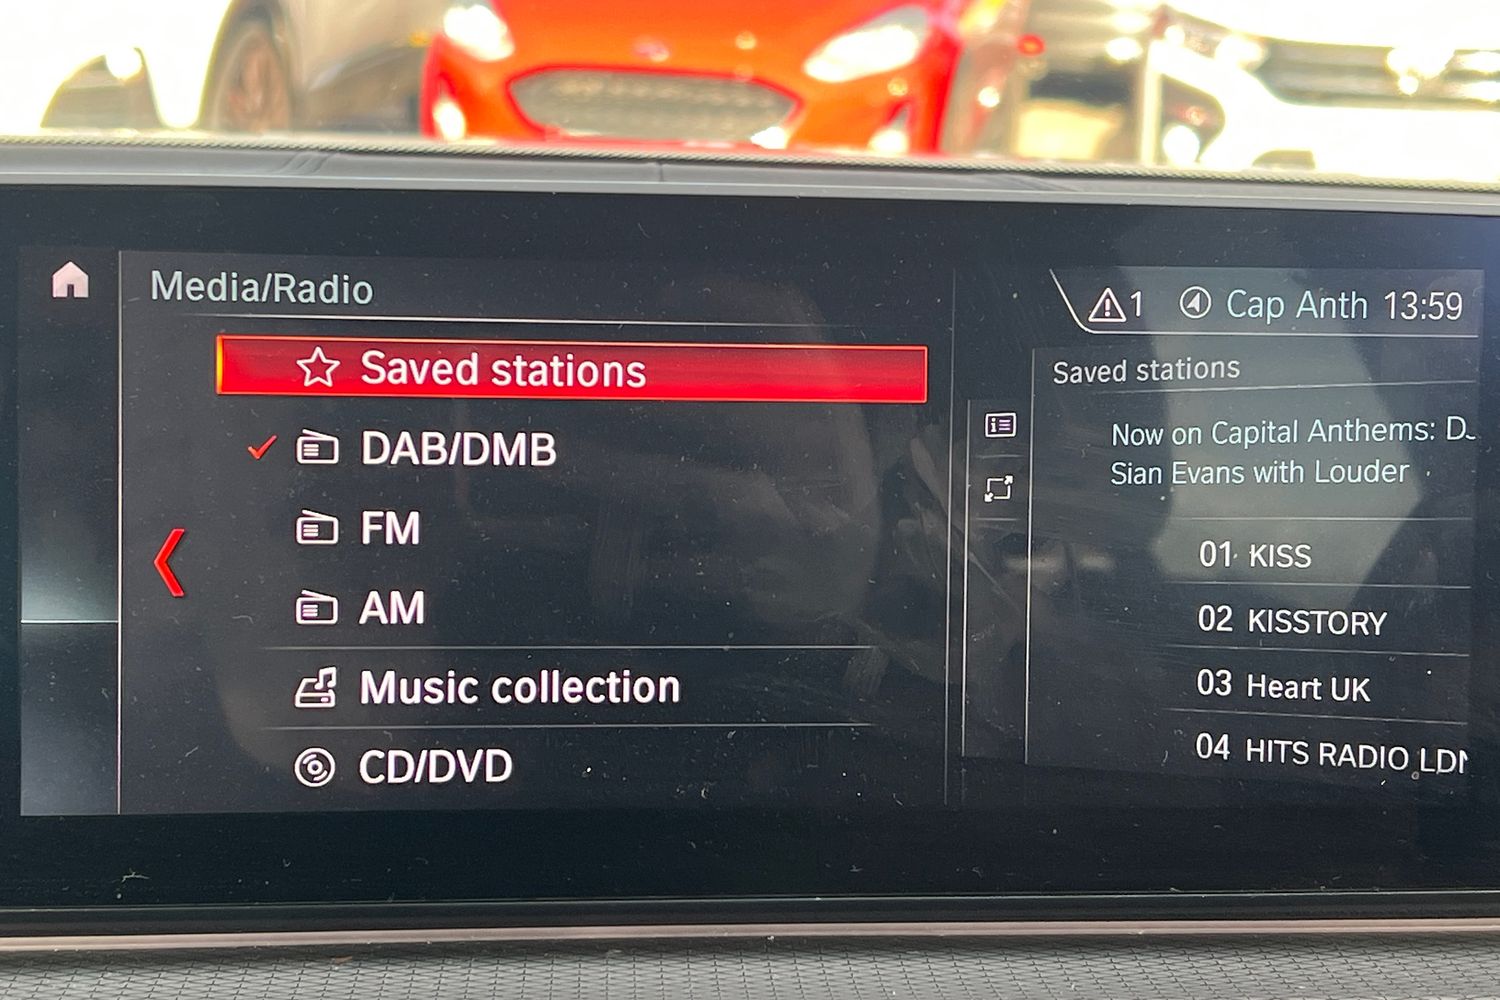 Media/Radio
Saved stations
DAB/DMB
FM
AM
Music collection
CD/DVD
1 Cap Anth 13:59
Saved stations
Now on Capital Anthems:
Sian Evans with Louder
01 KISS
02 KISSTORY
03 Heart UK
04 HITS RADIO